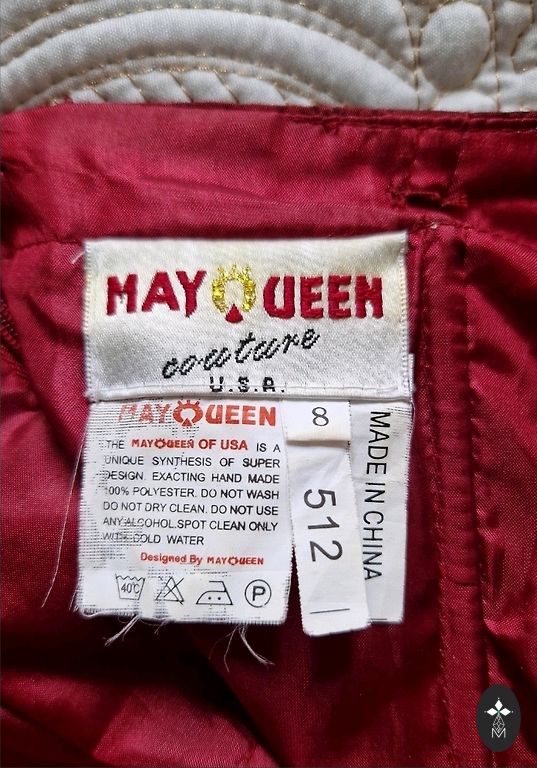 MAY QUEEN
couture
U.S.A.
MAY QUEEN
THE MAY QUEEN OF USA IS A
UNIQUE SYNTHESIS OF SUPER
DESIGN. EXACTING HAND MADE
100% POLYESTER. DO NOT WASH
DO NOT DRY CLEAN. DO NOT USE
ANY ALCOHOL.SPOT CLEAN ONLY
WITH COLD WATER
Designed By MAY QUEEN
40C
P
8
512
MADE IN CHINA
M